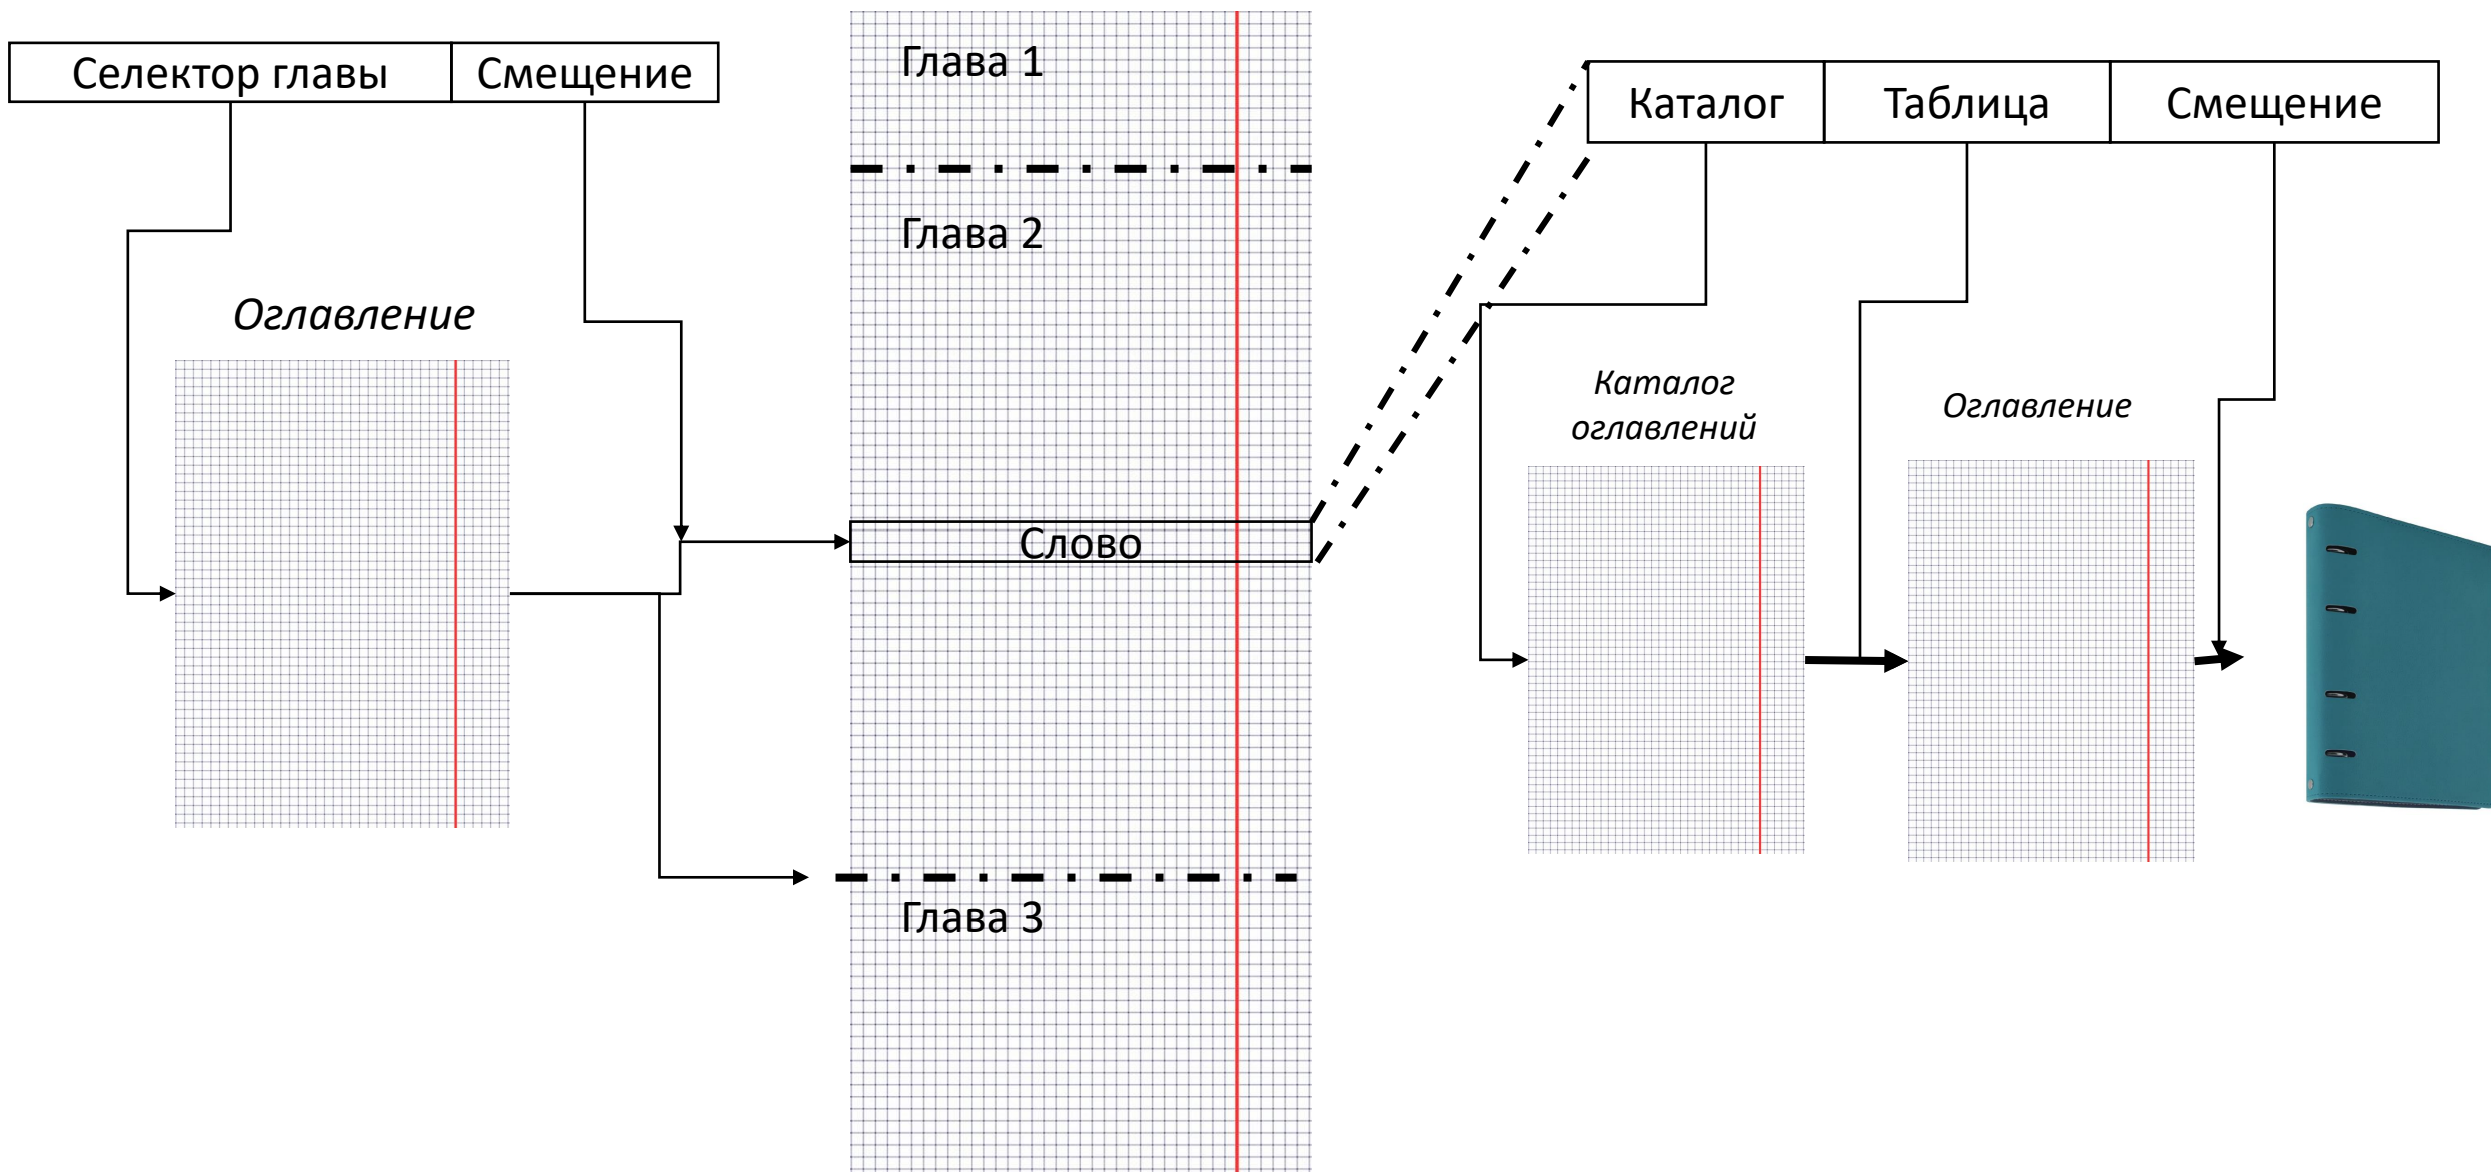 Селектор главы
Смещение
Оглавление
Глава 1
Глава 2
Слово
Глава 3
Каталог
Таблица
Смещение
Каталог
оглавлений
Оглавление